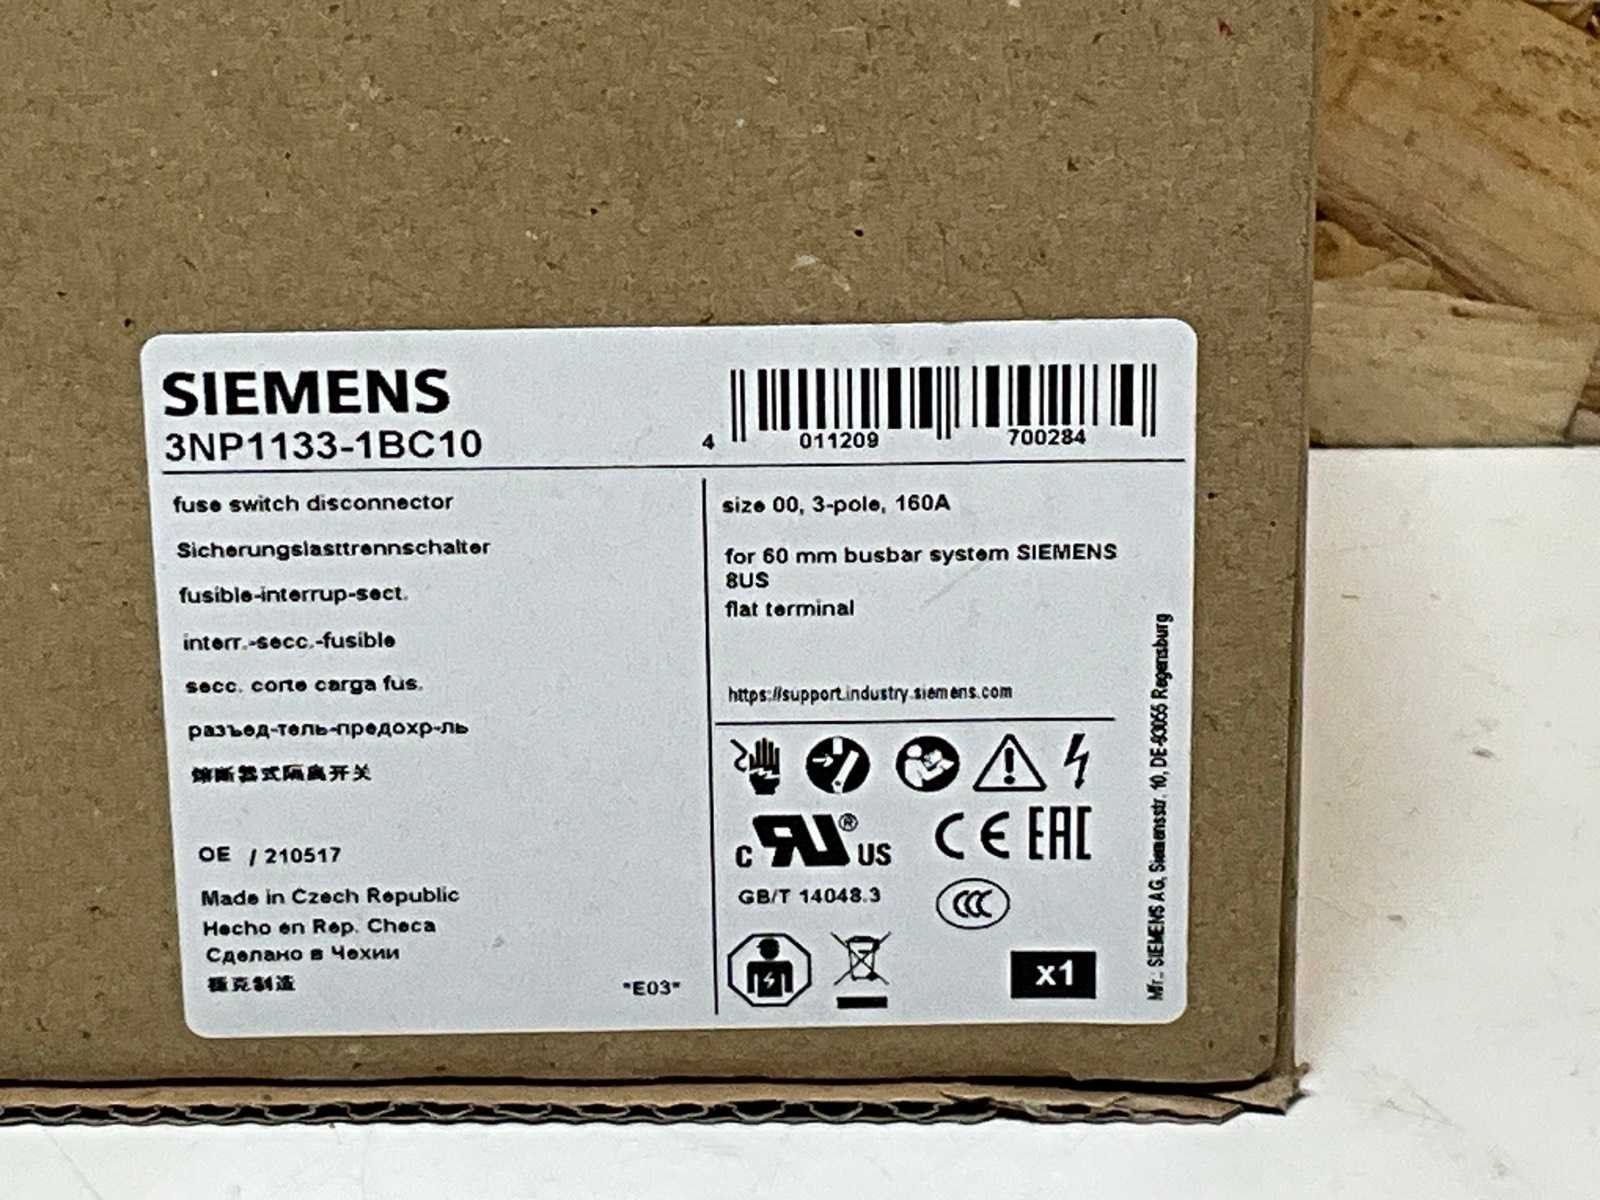 SIEMENS
3NP1133-1BC10
4 011209 700284
fuse switch disconnector
Sicherungslasttrennschalter
fusible-interrup-sect.
interr.-secc.-fusible
secc. corte carga fus.
разъед-тель-предохр-ль
熔断器式隔离开关
OE / 210517
Made in Czech Republic
Hecho en Rep. Checa
Сделано в Чехии
捷克制造
"E03"
size 00, 3-pole, 160A
for 60 mm busbar system SIEMENS
8US
flat terminal
https://support.industry.siemens.com
c RU® US
CE EAC
GB/T 14048.3
CCC
x1
Mfr.: SIEMENS AG, Siemensstr. 10, DE-93055 Regensburg